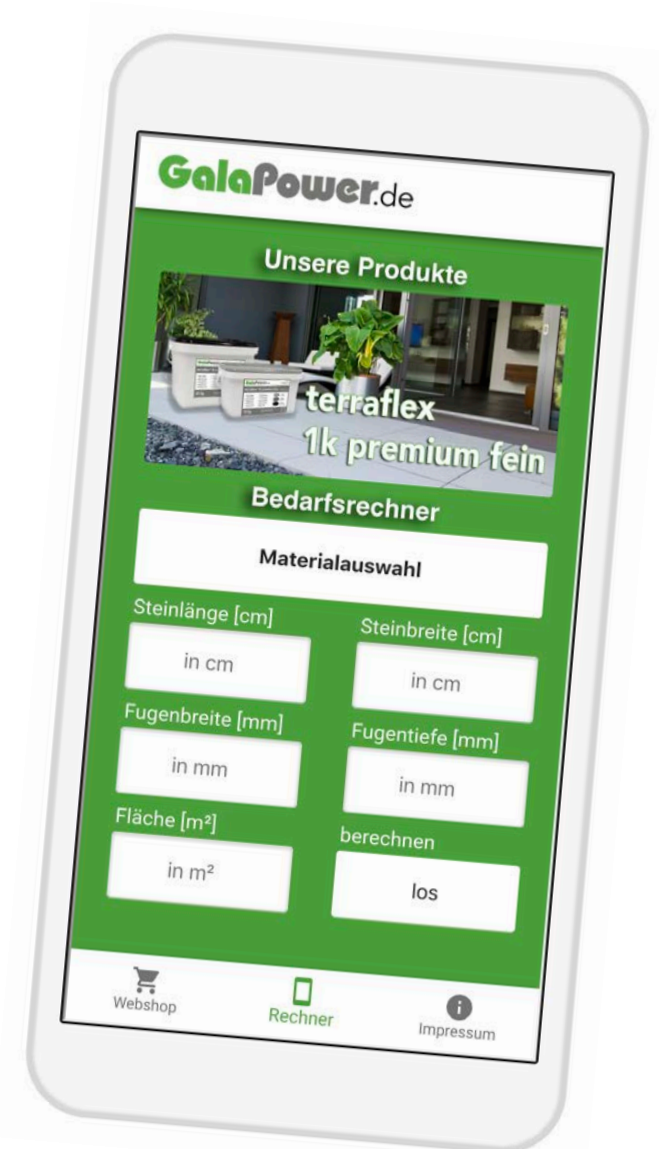 GalaPower.de
Unsere Produkte
terraflex
1k premium fein
Bedarfsrechner
Materialauswahl
Steinlänge [cm]
Steinbreite [cm]
in cm
in cm
Fugenbreite [mm]
Fugentiefe [mm]
in mm
in mm
Fläche [m²]
berechnen
in m²
los
Webshop
Rechner
Impressum